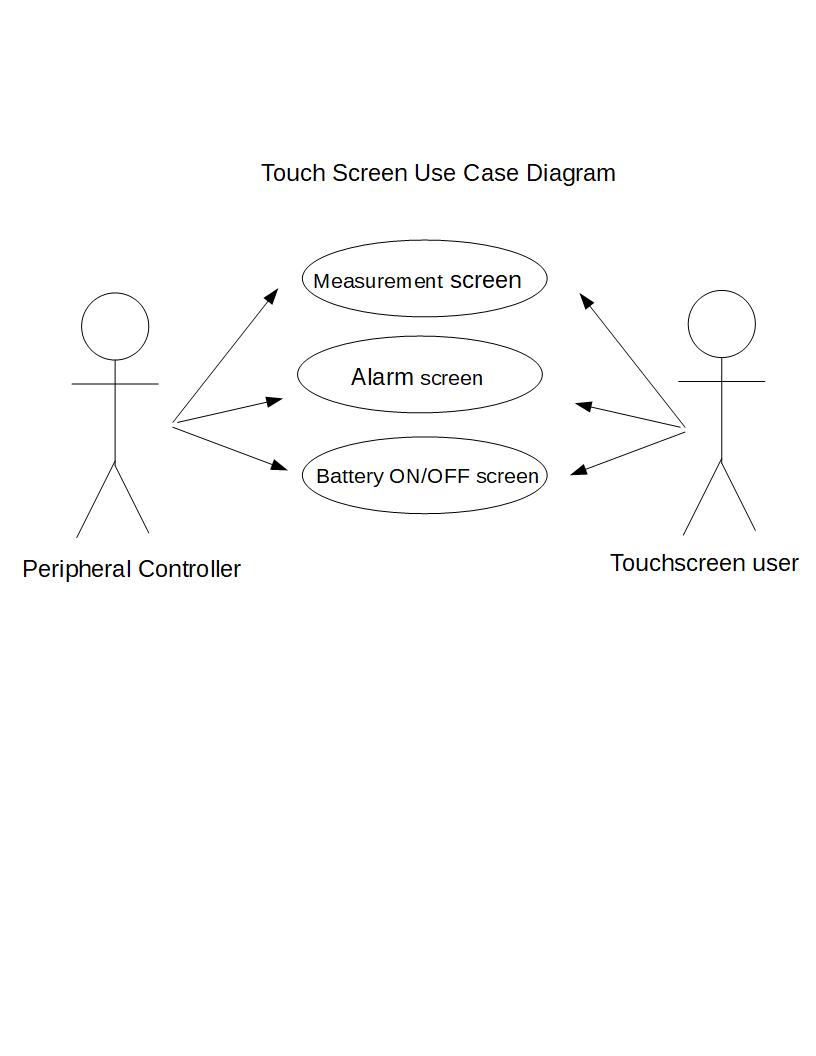 Touch Screen Use Case Diagram
Measurement screen
Alarm screen
Battery ON/OFF screen
Peripheral Controller
Touchscreen user